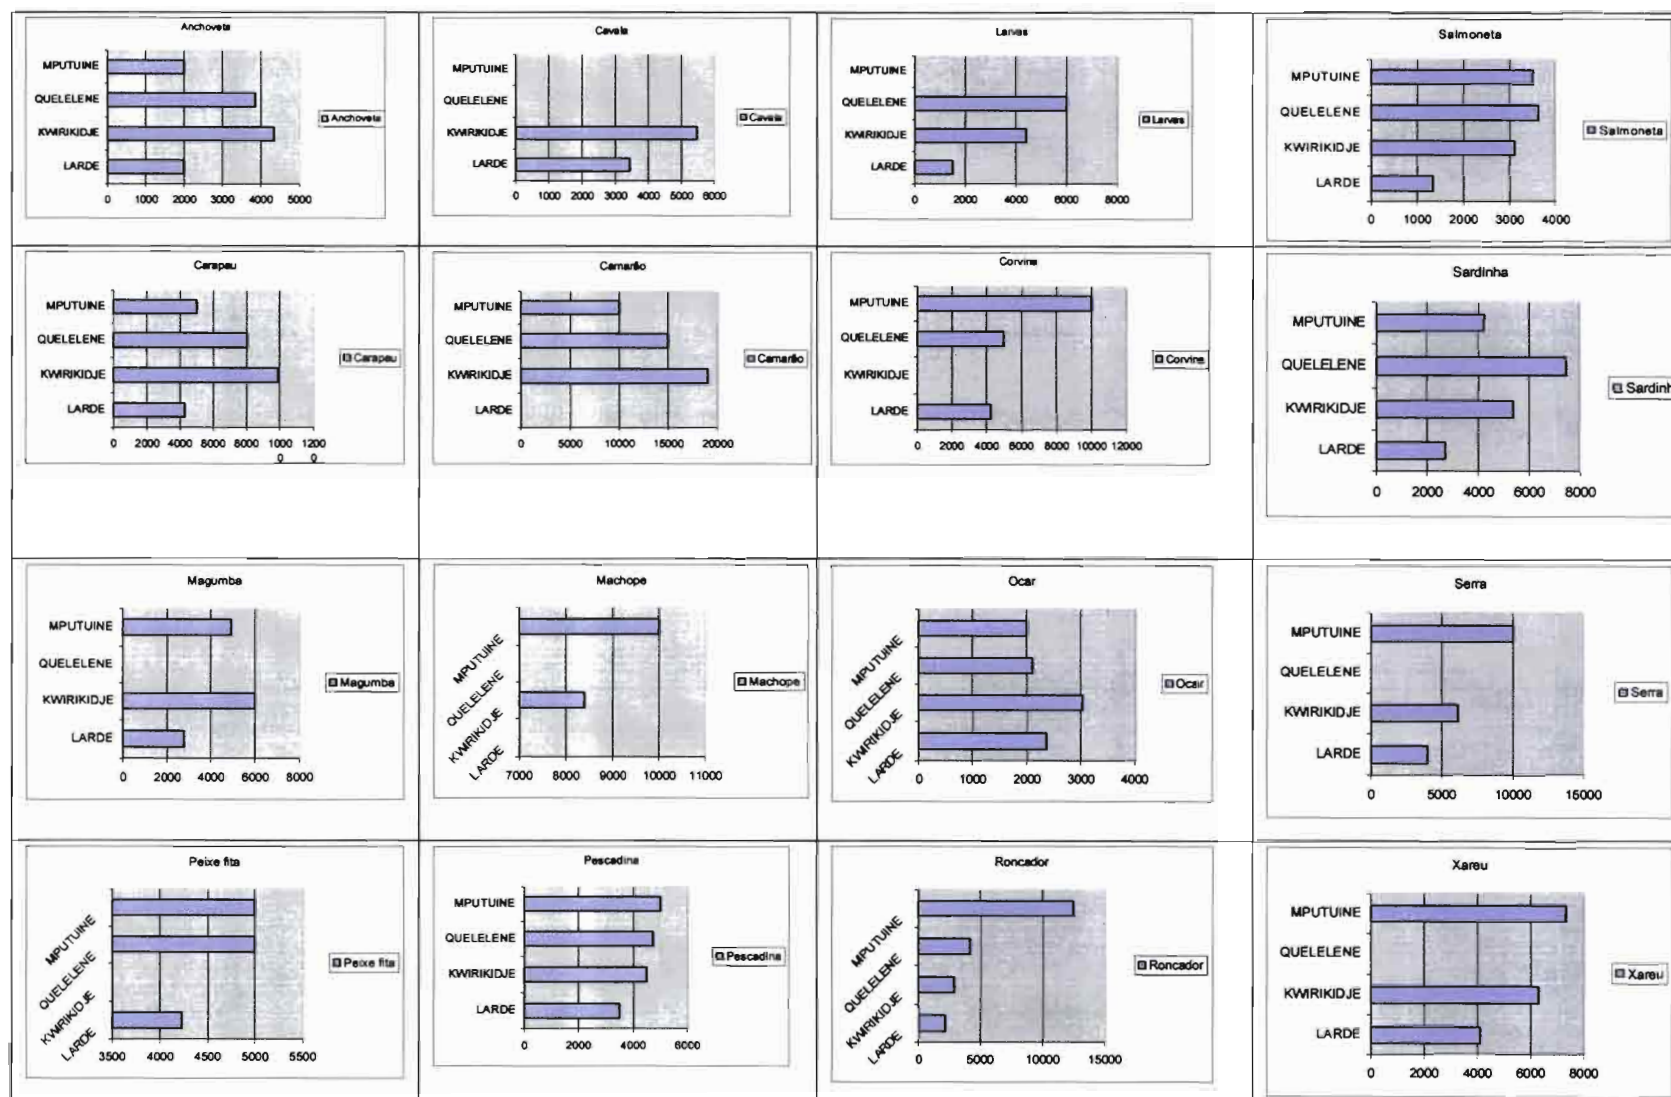 Anchoveta
MPUTUINE
QUELELENE
KWIRIKIDJE
LARDE
0 1000 2000 3000 4000 5000
Anchoveta
Cavala
MPUTUINE
QUELELENE
KWIRIKIDJE
LARDE
0 1000 2000 3000 4000 5000 6000
Cavala
Larvas
MPUTUINE
QUELELENE
KWIRIKIDJE
LARDE
0 2000 4000 6000 8000
Larvas
Salmoneta
MPUTUINE
QUELELENE
KWIRIKIDJE
LARDE
0 1000 2000 3000 4000
Salmoneta
Carapau
MPUTUINE
QUELELENE
KWIRIKIDJE
LARDE
0 2000 4000 6000 8000 1000 1200
0 0
Carapau
Camarão
MPUTUINE
QUELELENE
KWIRIKIDJE
LARDE
0 5000 10000 15000 20000
Camarão
Corvina
MPUTUINE
QUELELENE
KWIRIKIDJE
LARDE
0 2000 4000 6000 8000 10000 12000
Corvina
Sardinha
MPUTUINE
QUELELENE
KWIRIKIDJE
LARDE
0 2000 4000 6000 8000
Sardinh
Magumba
MPUTUINE
QUELELENE
KWIRIKIDJE
LARDE
0 2000 4000 6000 8000
Magumba
Machope
MPUTUINE
QUELELENE
KWIRIKIDJE
LARDE
7000 8000 9000 10000 11000
Machope
Ocar
MPUTUINE
QUELELENE
KWIRIKIDJE
LARDE
0 1000 2000 3000 4000
Ocar
Serra
MPUTUINE
QUELELENE
KWIRIKIDJE
LARDE
0 5000 10000 15000
Serra
Peixe fita
MPUTUINE
QUELELENE
KWIRIKIDJE
LARDE
3500 4000 4500 5000 5500
Peixe fita
Pescadina
MPUTUINE
QUELELENE
KWIRIKIDJE
LARDE
0 2000 4000 6000
Pescadina
Roncador
MPUTUINE
QUELELENE
KWIRIKIDJE
LARDE
0 5000 10000 15000
Roncador
Xareu
MPUTUINE
QUELELENE
KWIRIKIDJE
LARDE
0 2000 4000 6000 8000
Xareu